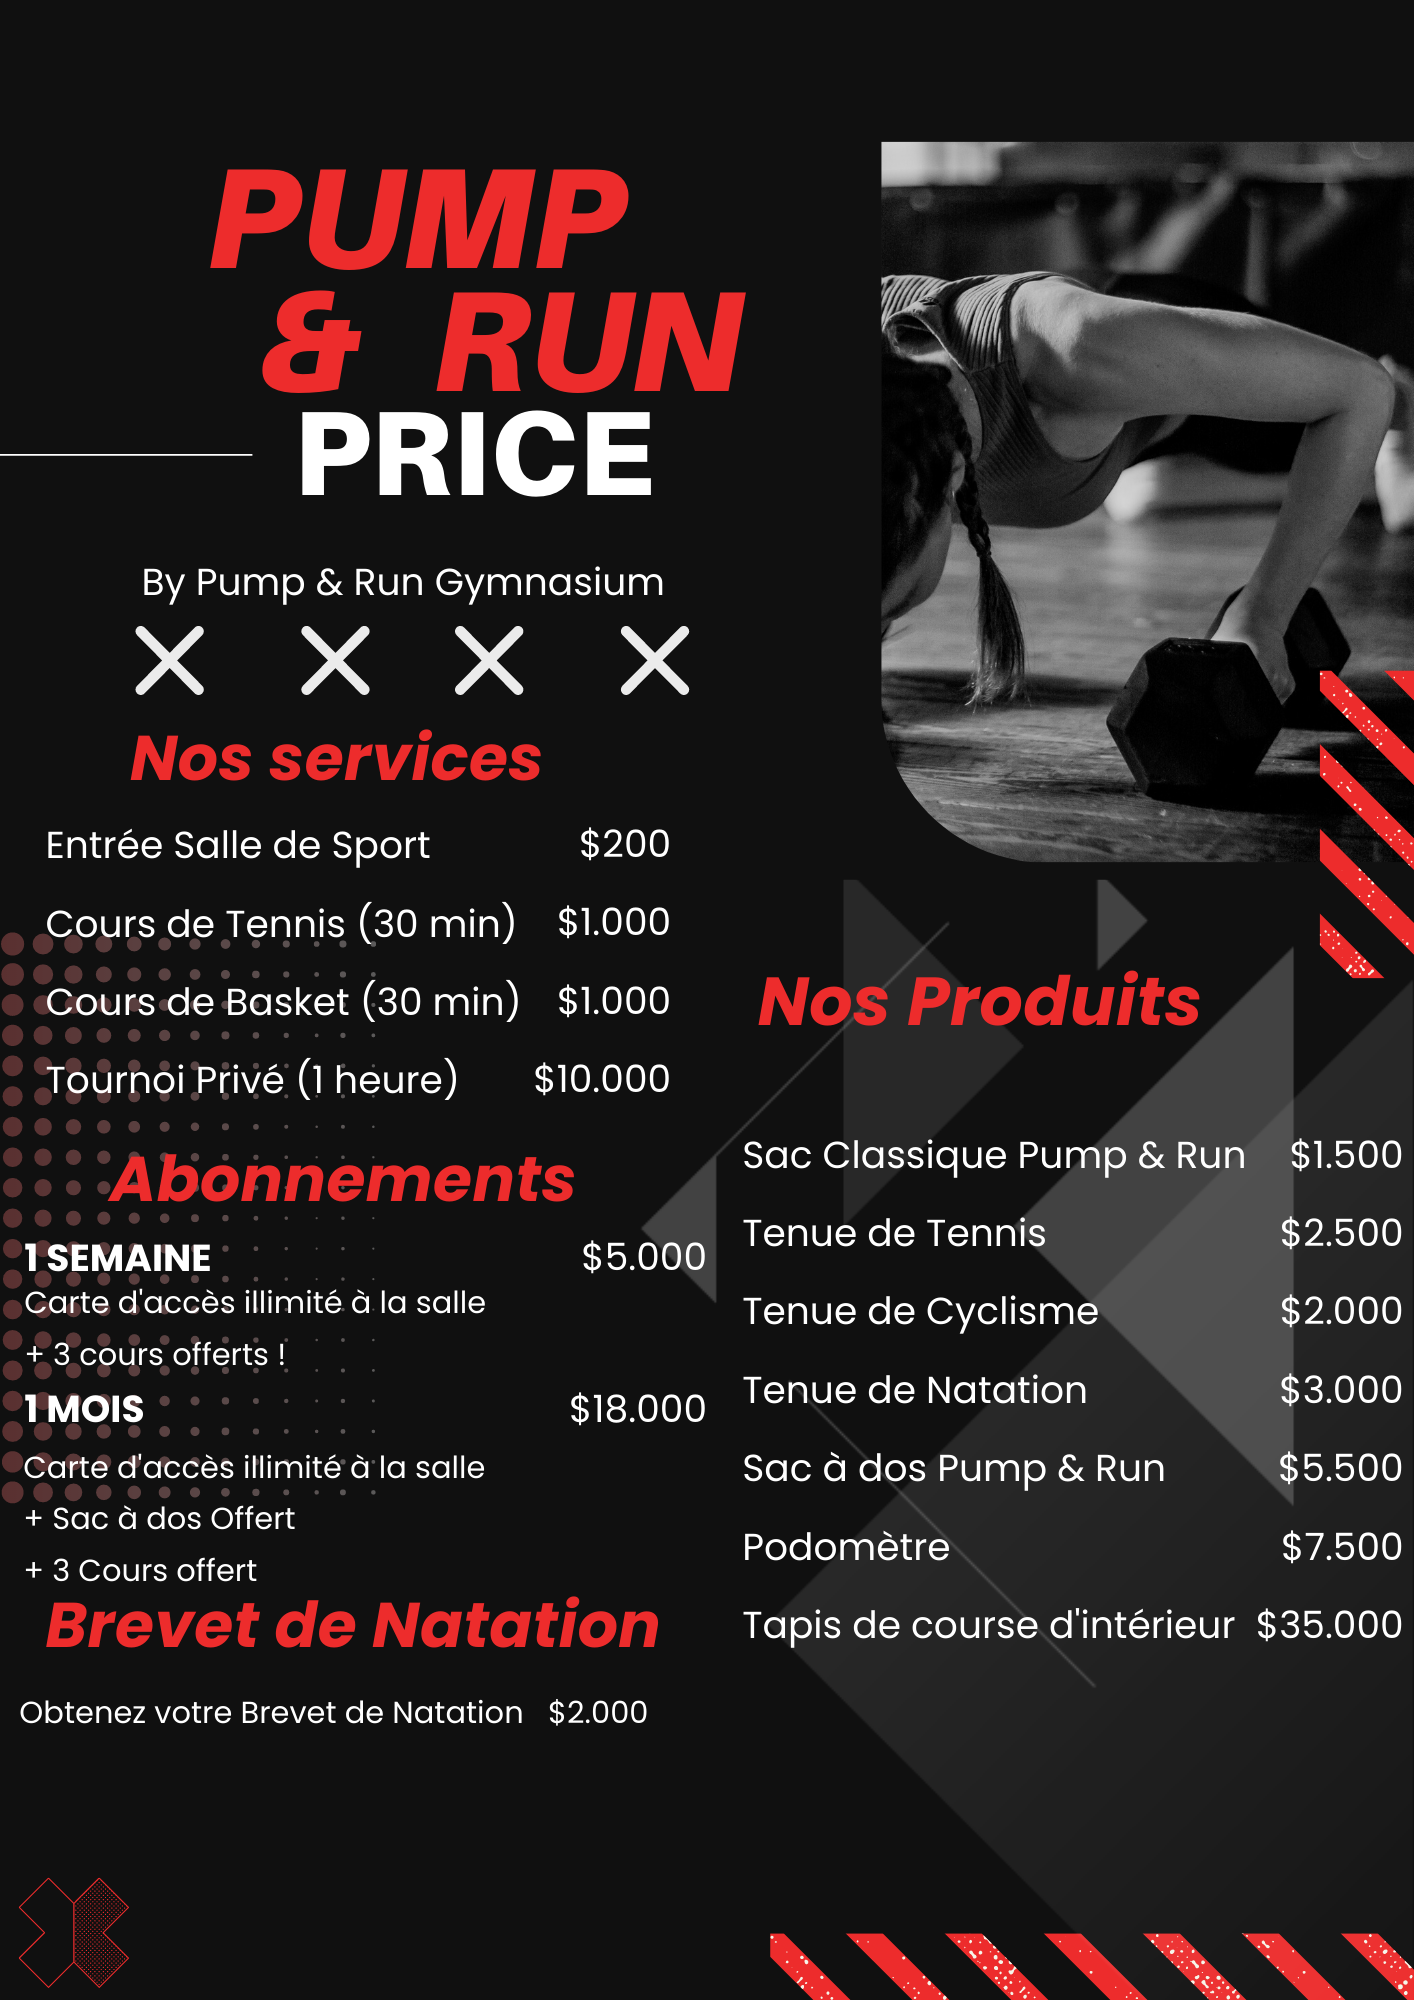 PUMP
& RUN
PRICE
By Pump & Run Gymnasium
Nos services
Entrée Salle de Sport $200
Cours de Tennis (30 min) $1.000
Cours de Basket (30 min) $1.000
Tournoi Privé (1 heure) $10.000
Abonnements
1 SEMAINE $5.000
Carte d'accès illimité à la salle
+ 3 cours offerts !
1 MOIS $18.000
Carte d'accès illimité à la salle
+ Sac à dos Offert
+ 3 Cours offert
Brevet de Natation
Obtenez votre Brevet de Natation $2.000
Nos Produits
Sac Classique Pump & Run $1.500
Tenue de Tennis $2.500
Tenue de Cyclisme $2.000
Tenue de Natation $3.000
Sac à dos Pump & Run $5.500
Podomètre $7.500
Tapis de course d'intérieur $35.000